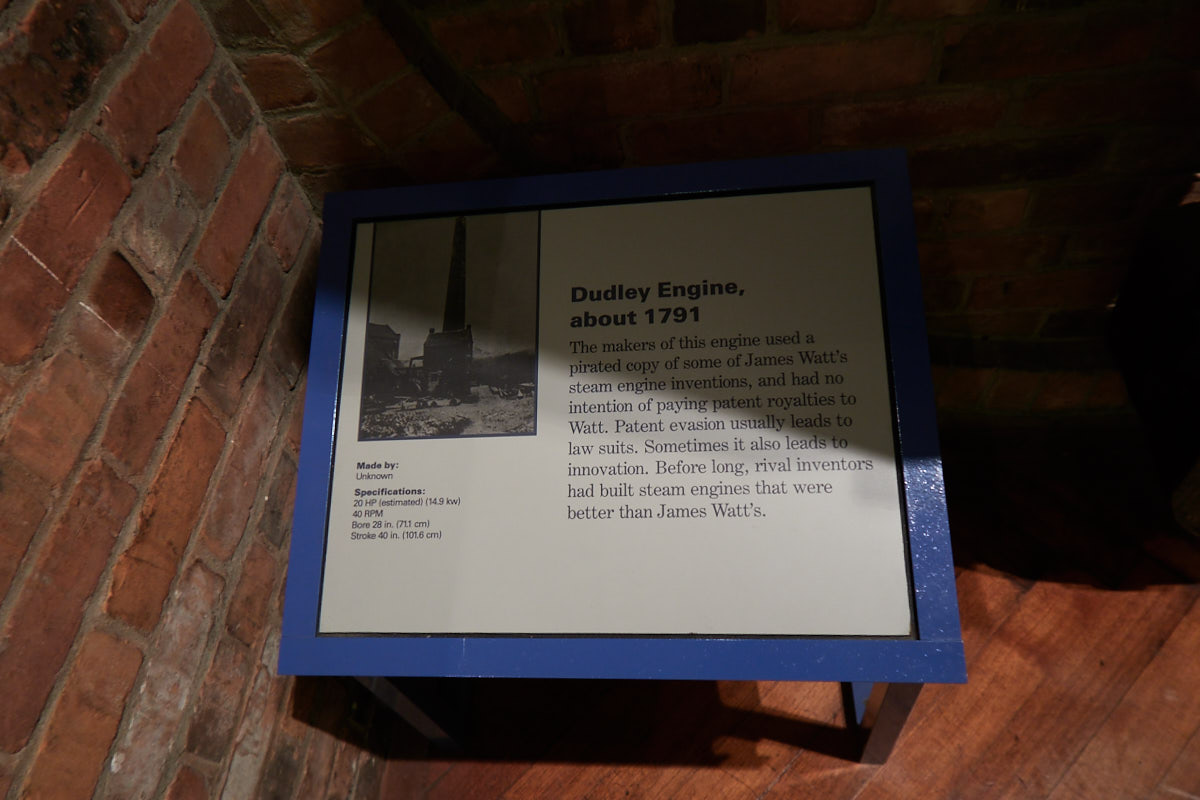 Dudley Engine,
about 1791
The makers of this engine used a
pirated copy of some of James Watt's
steam engine inventions, and had no
intention of paying patent royalties to
Watt. Patent evasion usually leads to
law suits. Sometimes it also leads to
innovation. Before long, rival inventors
had built steam engines that were
better than James Watt's.
Made by:
Unknown
Specifications:
20 HP (estimated) (14.9 kw)
40 RPM
Bore 28 in. (71.1 cm)
Stroke 40 in. (101.6 cm)